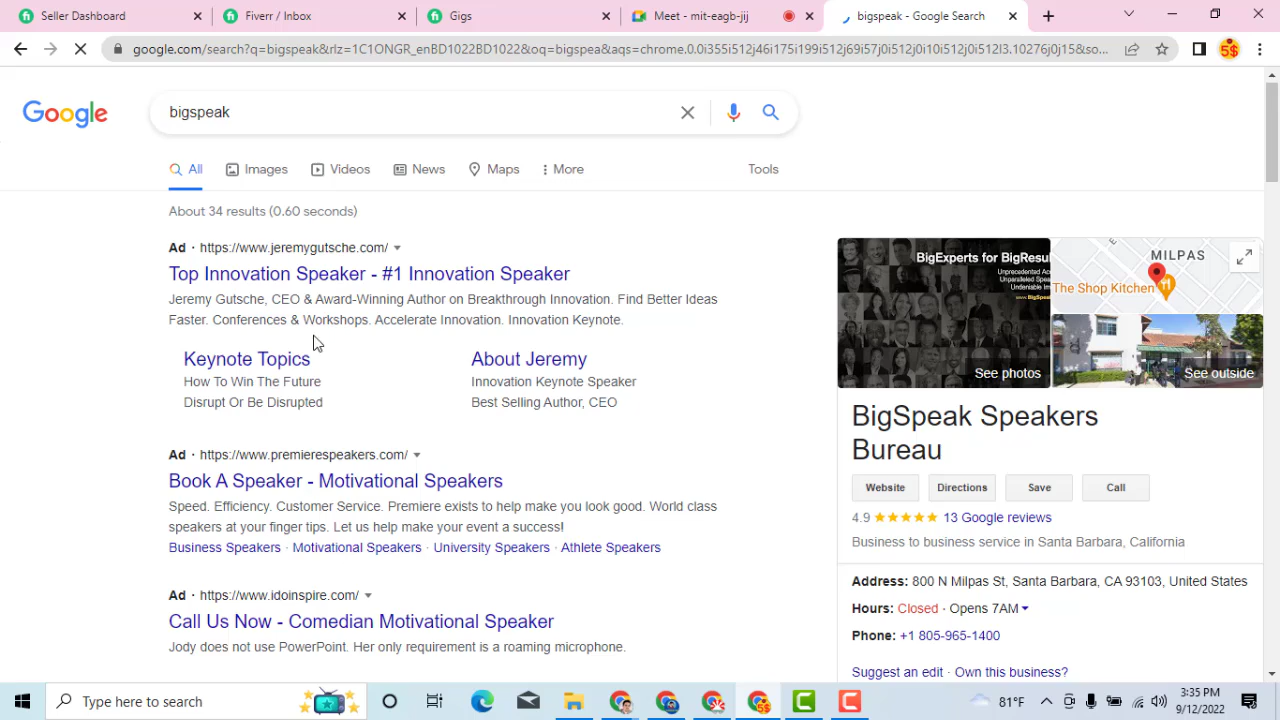 Seller Dashboard
Fiverr / Inbox
Gigs
Meet - mit-eagb-jij
bigspeak - Google Search
google.com/search?q=bigspeak&rlz=1C1ONGR_enBD1022BD1022&oq=bigspea&aqs=chrome.0.0i355i512j46i175i199i512j69i57j0i512j0i10i512j0i512l3.10276j0j15&so...
5$
Google
bigspeak
All
Images
Videos
News
Maps
More
Tools
About 34 results (0.60 seconds)
Ad · https://www.jeremygutsche.com/
Top Innovation Speaker - #1 Innovation Speaker
Jeremy Gutsche, CEO & Award-Winning Author on Breakthrough Innovation. Find Better Ideas
Faster. Conferences & Workshops. Accelerate Innovation. Innovation Keynote.
Keynote Topics
How To Win The Future
Disrupt Or Be Disrupted
About Jeremy
Innovation Keynote Speaker
Best Selling Author, CEO
Ad · https://www.premierespeakers.com/
Book A Speaker - Motivational Speakers
Speed. Efficiency. Customer Service. Premiere exists to help make you look good. World class
speakers at your finger tips. Let us help make your event a success!
Business Speakers · Motivational Speakers · University Speakers · Athlete Speakers
Ad · https://www.idoinspire.com/
Call Us Now - Comedian Motivational Speaker
Jody does not use PowerPoint. Her only requirement is a roaming microphone.
BigExperts for BigResul
Unprecedented Acc
Unparalleled Speak
Undeniable Im
www.BigSpea
See photos
MILPAS
The Shop Kitchen
See outside
BigSpeak Speakers
Bureau
Website
Directions
Save
Call
4.9
13 Google reviews
Business to business service in Santa Barbara, California
Address: 800 N Milpas St, Santa Barbara, CA 93103, United States
Hours: Closed · Opens 7AM
Phone: +1 805-965-1400
Suggest an edit · Own this business?
Type here to search
81°F
3:35 PM
9/12/2022